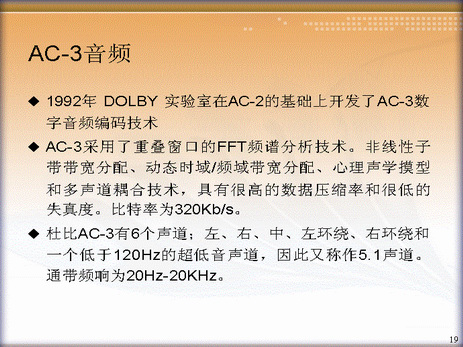 AC-3音频
◆ 1992年 DOLBY 实验室在AC-2的基础上开发了AC-3数
字音频编码技术
◆ AC-3采用了重叠窗口的FFT频谱分析技术。非线性子
带带宽分配、动态时域/频域带宽分配、心理声学摸型
和多声道耦合技术，具有很高的数据压缩率和很低的
失真度。比特率为320Kb/s。
◆ 杜比AC-3有6个声道；左、右、中、左环绕、右环绕和
一个低于120Hz的超低音声道，因此又称作5.1声道。
通带频响为20Hz-20KHz。
19